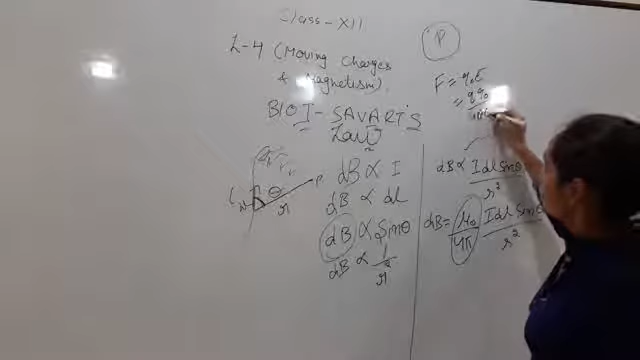 Class - XII
L-4 (Moving Charges
& Magnetism)
BIOT - SAVART'S
Law
θ
P
r
dB ∝ I
dB ∝ dl
dB ∝ Sinθ
dB ∝ 1/r²
P
F = q₀E
= qq₀
dB ∝ Idl Sinθ/r²
dB = μ₀/4π Idl Sinθ/r²